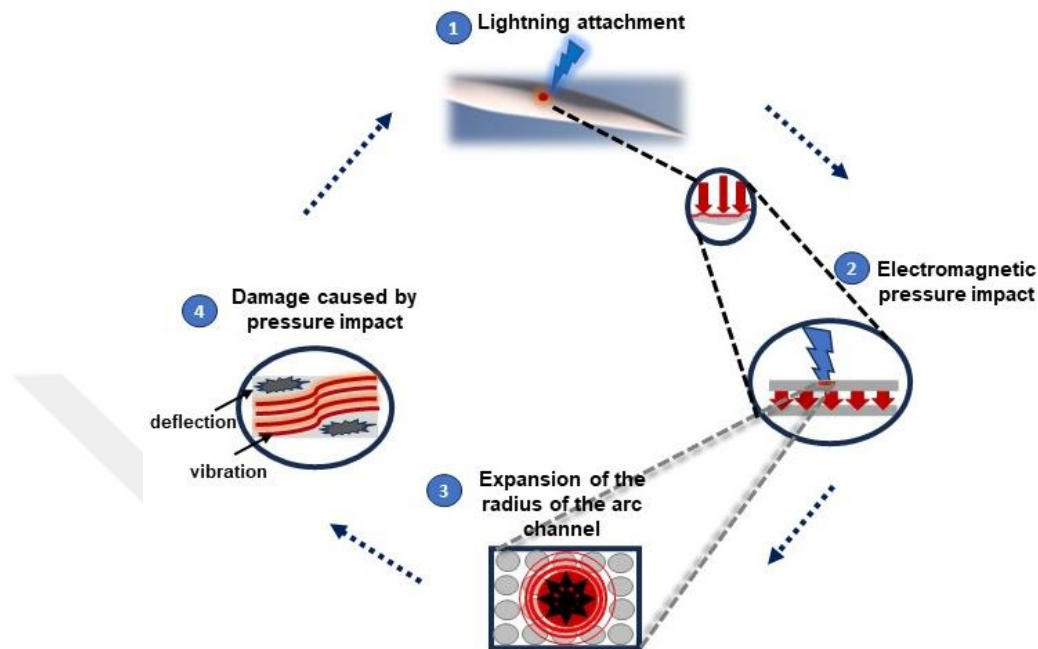 1
Lightning attachment
2
Electromagnetic
pressure impact
3
Expansion of the
radius of the arc
channel
4
Damage caused by
pressure impact
deflection
vibration